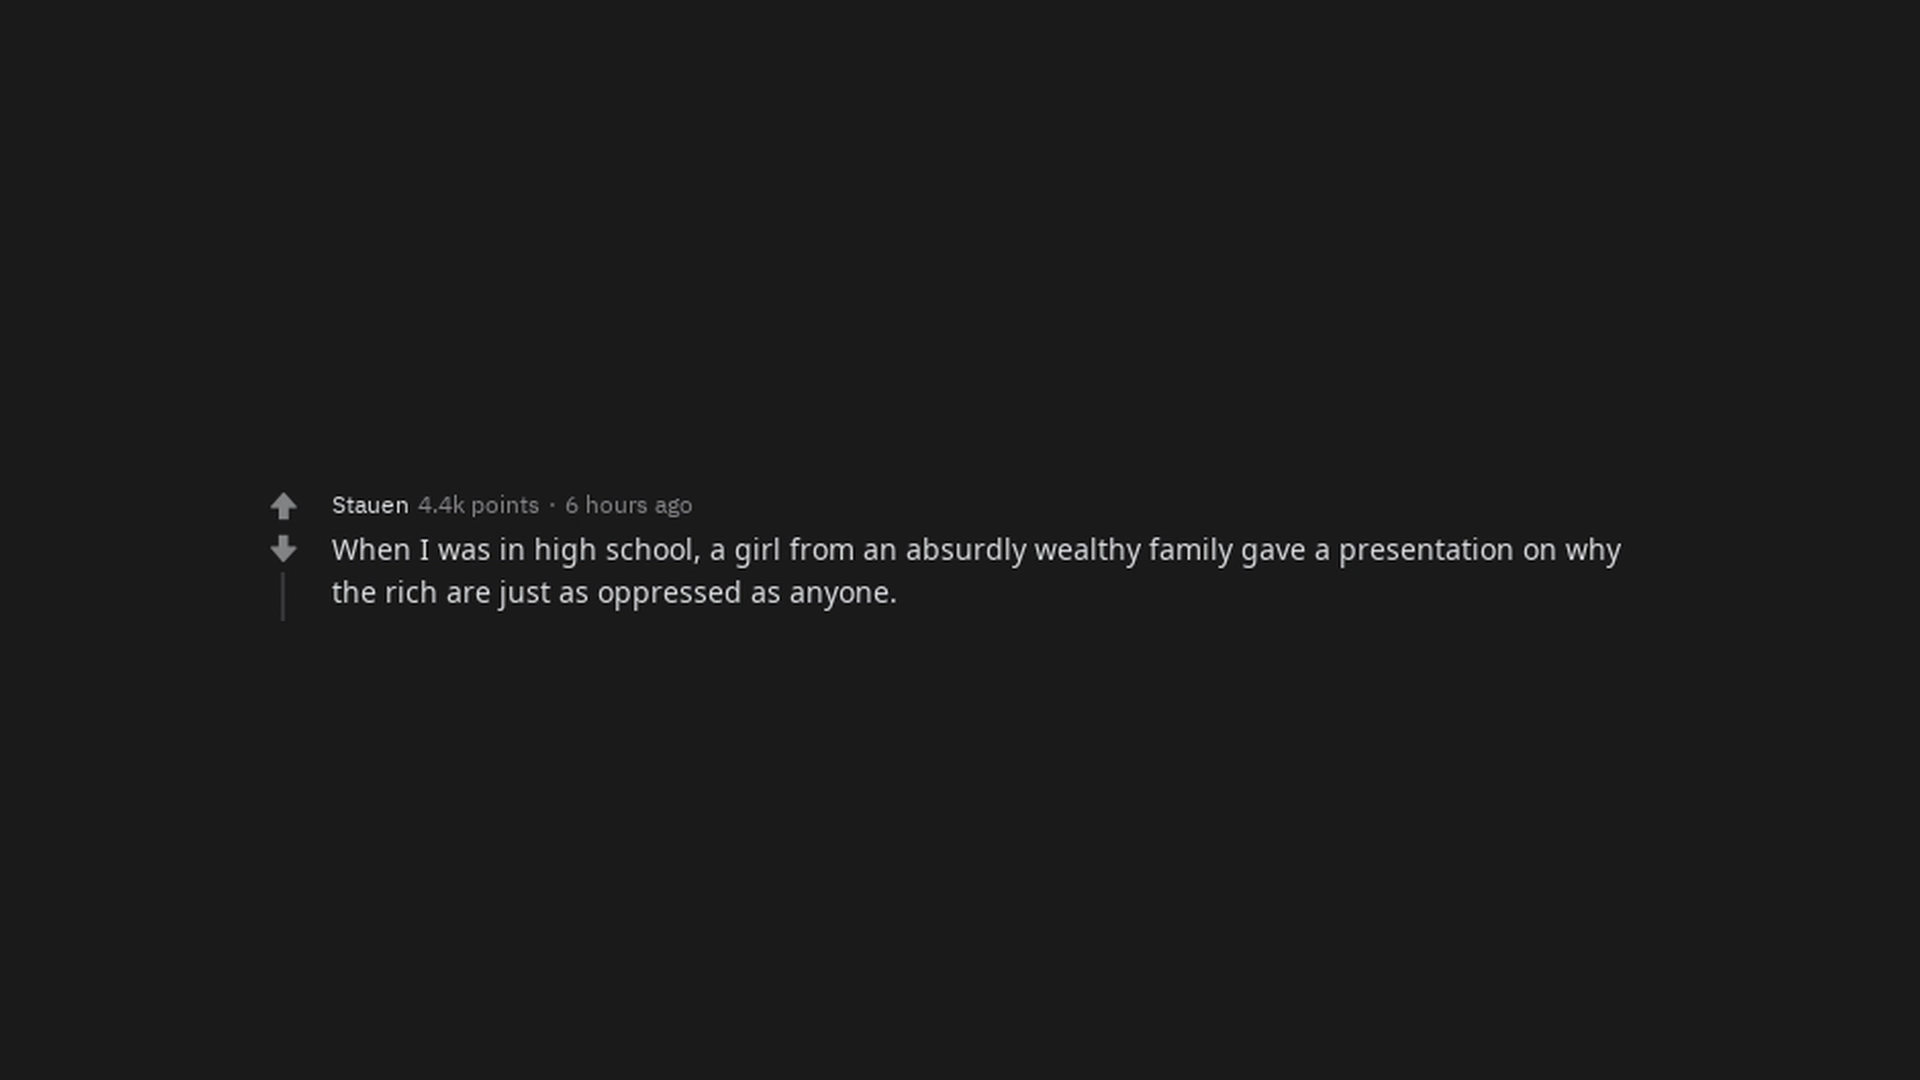 Stauen 4.4k points · 6 hours ago
When I was in high school, a girl from an absurdly wealthy family gave a presentation on why
the rich are just as oppressed as anyone.